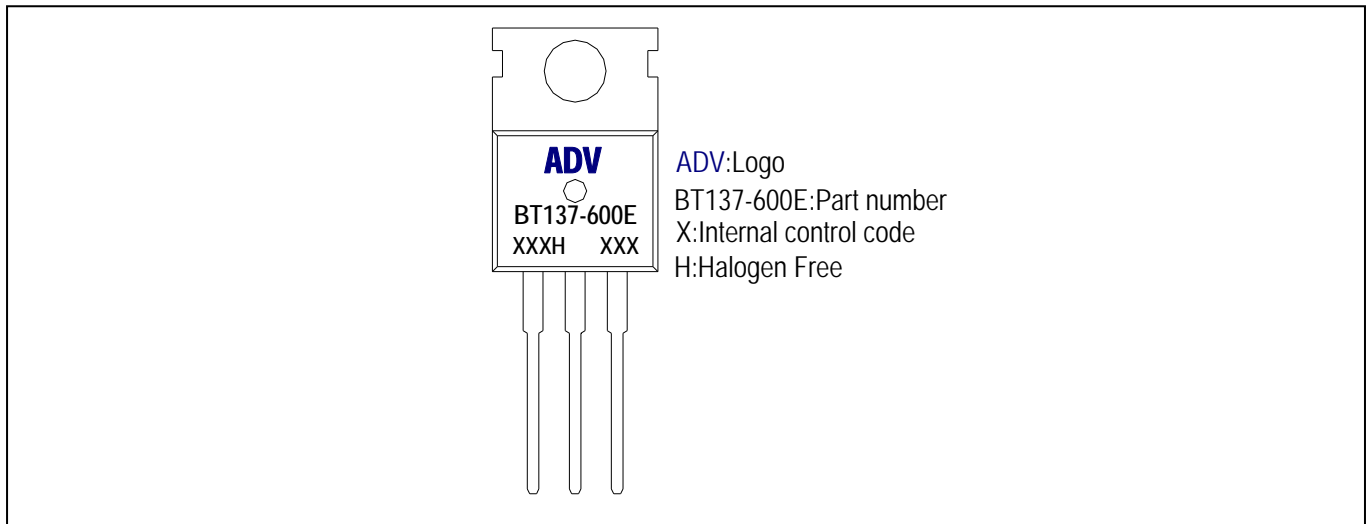 ADV
BT137-600E
XXXH XXX
ADV:Logo
BT137-600E:Part number
X:Internal control code
H:Halogen Free